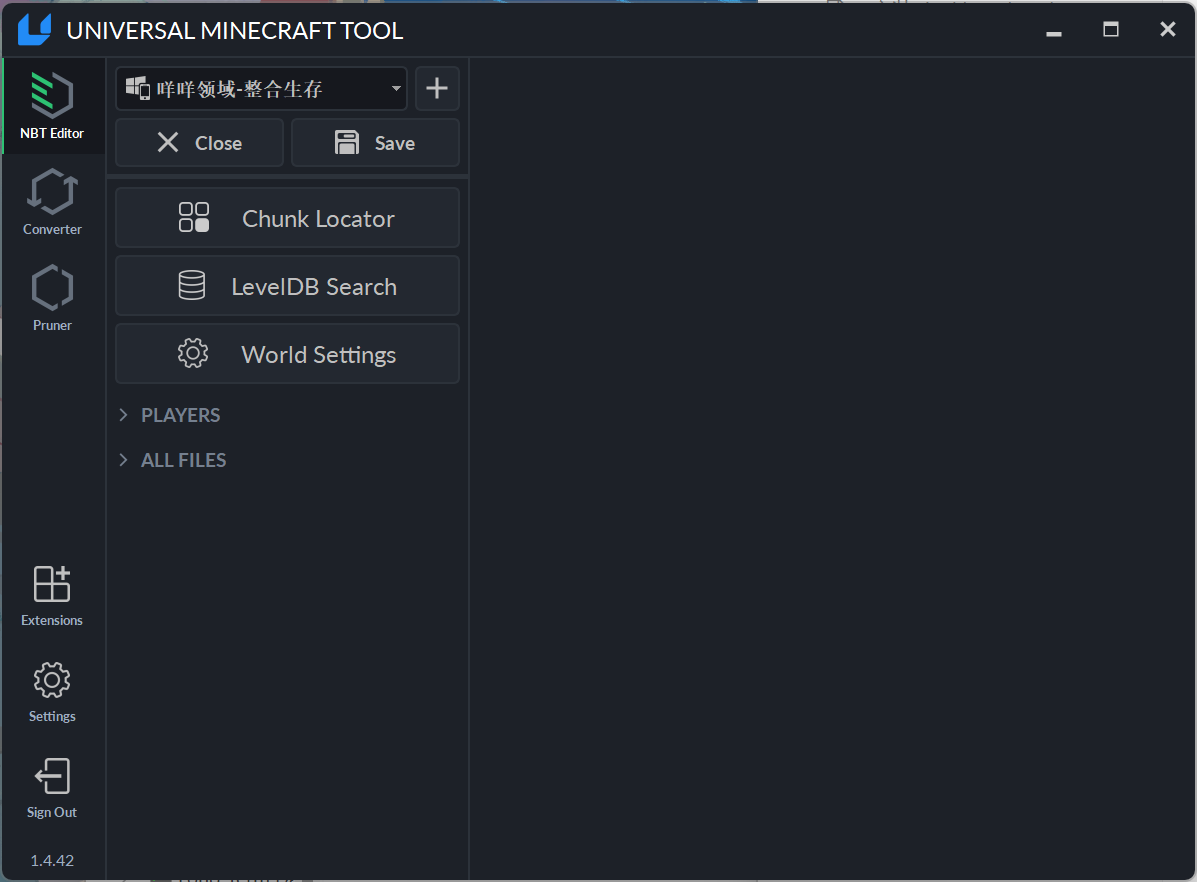 UNIVERSAL MINECRAFT TOOL
NBT Editor
Converter
Pruner
Extensions
Settings
Sign Out
1.4.42
咩咩领域-整合生存
Close
Save
Chunk Locator
LevelDB Search
World Settings
PLAYERS
ALL FILES